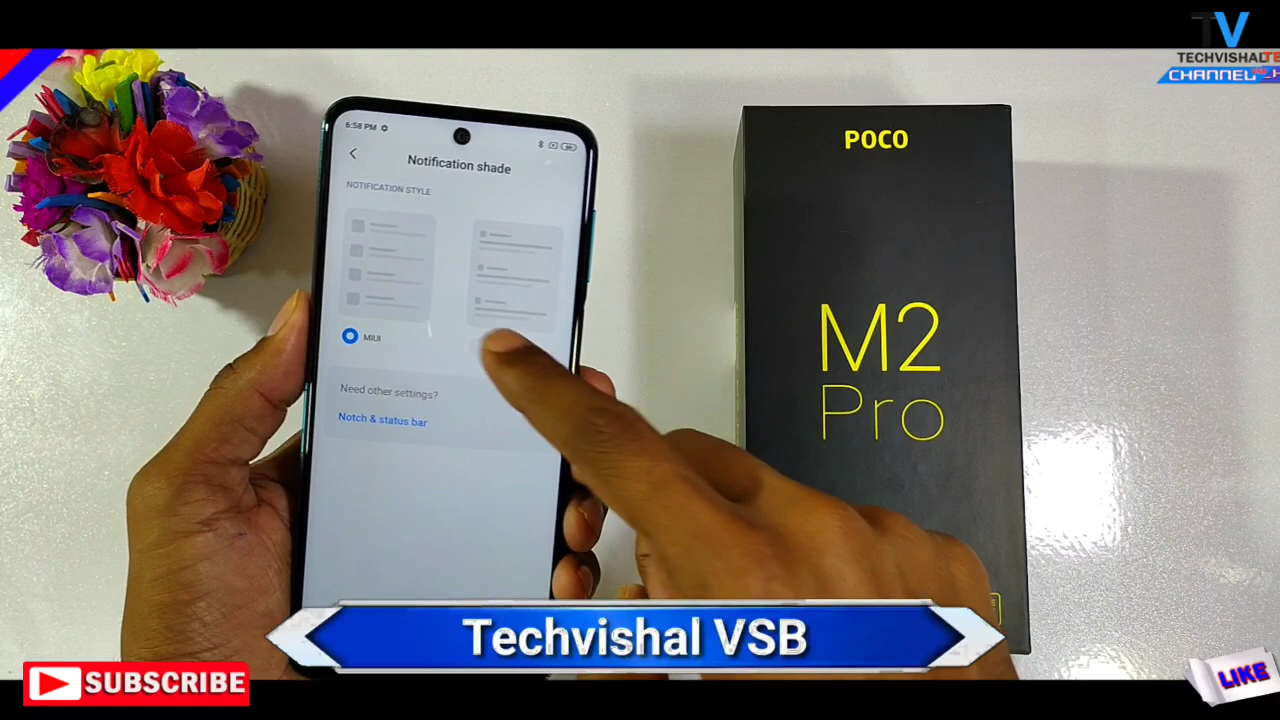 TV
TECHVISHALTE
CHANNEL
6:58 PM
Notification shade
NOTIFICATION STYLE
MIUI
Need other settings?
Notch & status bar
POCO
M2
Pro
Techvishal VSB
SUBSCRIBE
LIKE